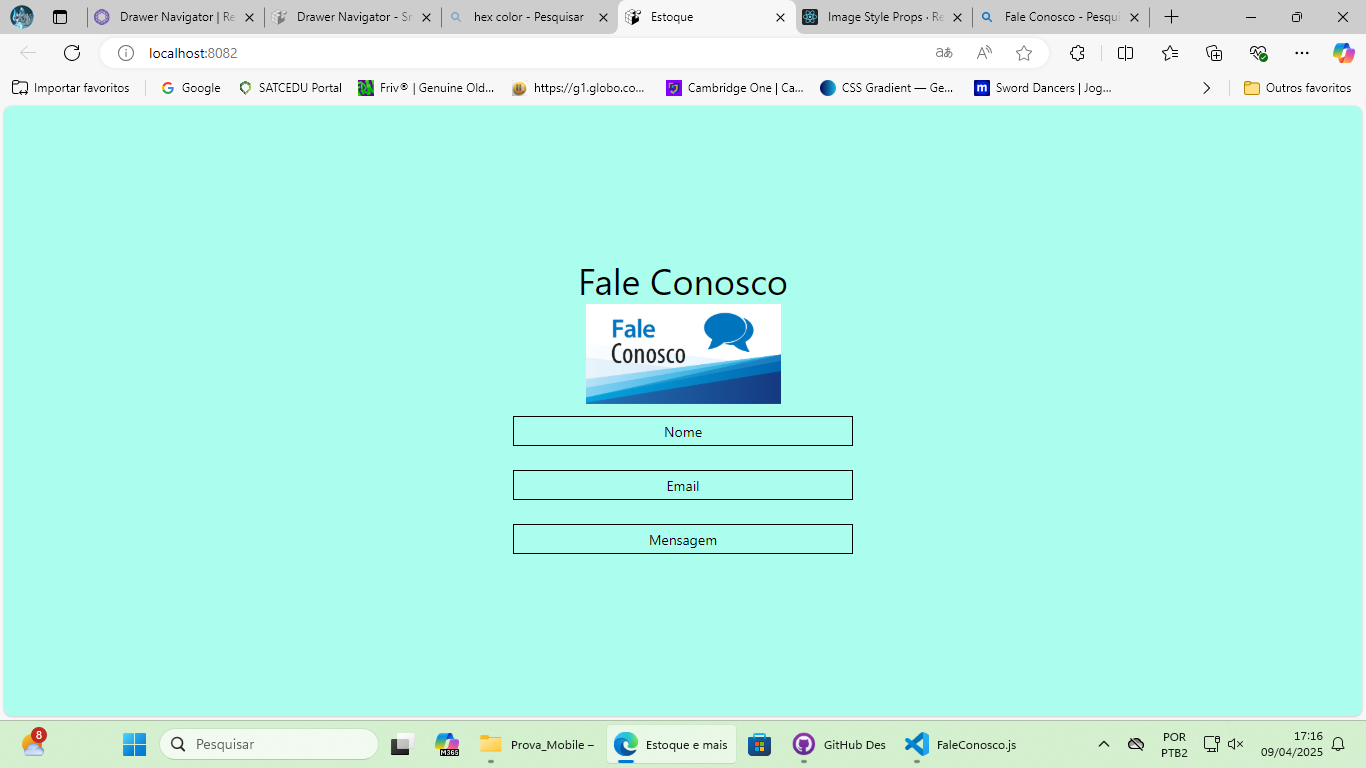 Drawer Navigator | Re
Drawer Navigator - Sr
hex color - Pesquisar
Estoque
Image Style Props · Re
Fale Conosco - Pesqui
localhost:8082
Importar favoritos
Google
SATCEDU Portal
Friv® | Genuine Old...
https://g1.globo.co...
Cambridge One | Ca...
CSS Gradient — Ge...
Sword Dancers | Jog...
Outros favoritos
Fale Conosco
Fale
Conosco
Nome
Email
Mensagem
8
Pesquisar
M365
Prova_Mobile –
Estoque e mais
GitHub Des
FaleConosco.js
POR
PTB2
17:16
09/04/2025